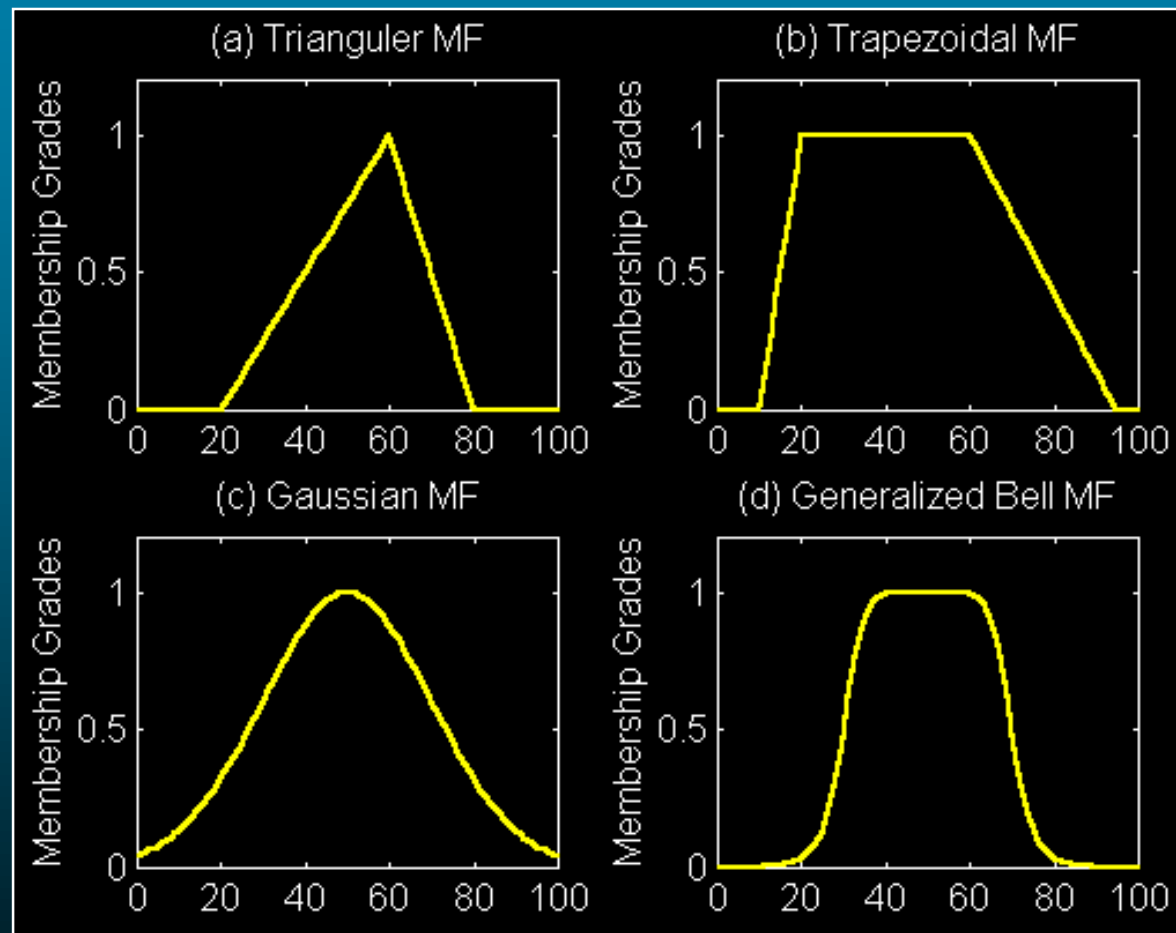 (a) Trianguler MF
Membership Grades
1
0.5
0
0 20 40 60 80 100
(b) Trapezoidal MF
Membership Grades
1
0.5
0
0 20 40 60 80 100
(c) Gaussian MF
Membership Grades
1
0.5
0
0 20 40 60 80 100
(d) Generalized Bell MF
Membership Grades
1
0.5
0
0 20 40 60 80 100